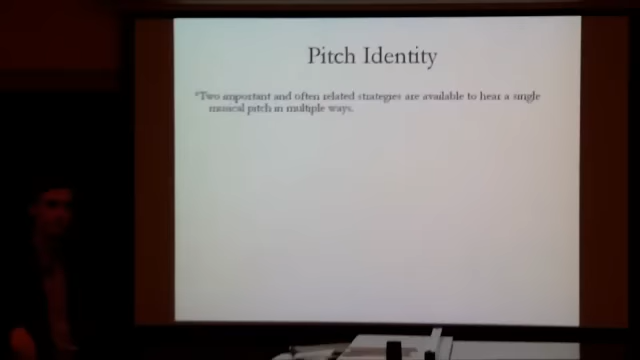 Pitch Identity
*Two important and often related strategies are available to hear a single
musical pitch in multiple ways.